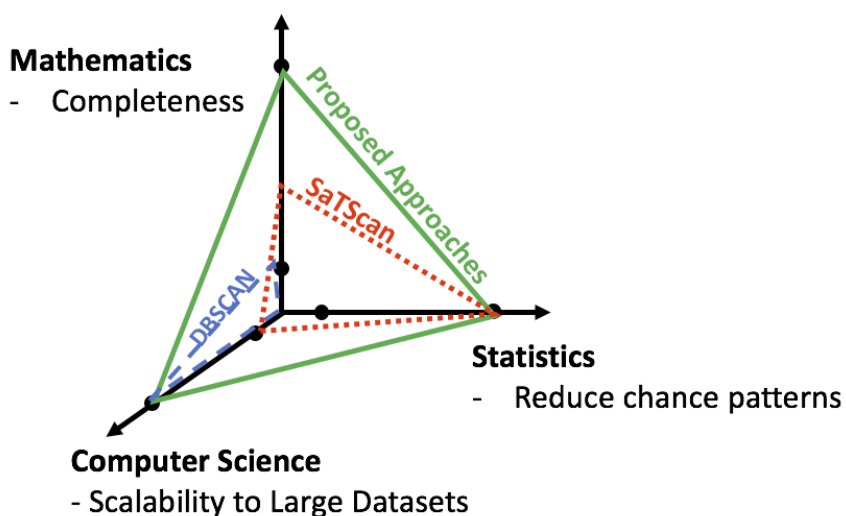 Mathematics
- Completeness
Proposed Approaches
SaTScan
DBSCAN
Statistics
- Reduce chance patterns
Computer Science
- Scalability to Large Datasets